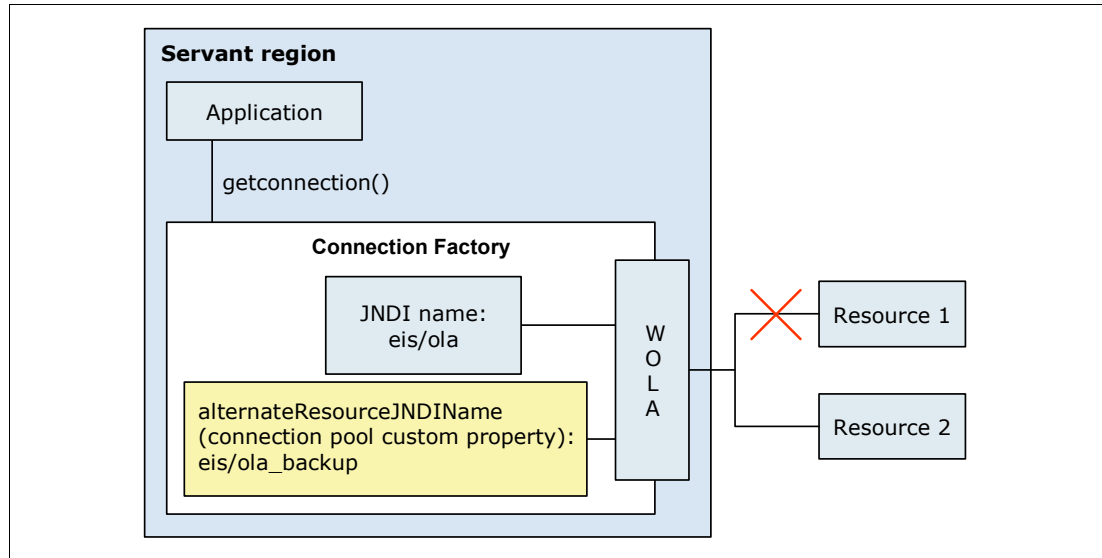 Servant region
Application
getconnection()
Connection Factory
JNDI name:
eis/ola
alternateResourceJNDIName
(connection pool custom property):
eis/ola_backup
W
O
L
A
Resource 1
Resource 2